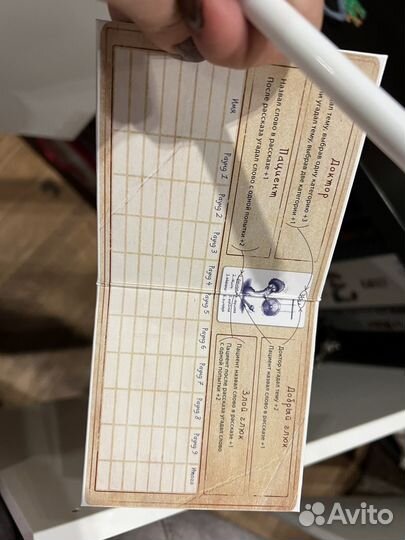 Доктор
угадал тему, выбрав одну категорию +3
угадал тему, выбрав две категории +1
Пациент
Назвал слово в рассказе +1
После рассказа угадал слово с одной попытки +2
Добрый глюк
Доктор угадал тему +2
Пациент назвал слово в рассказе +1
Злой глюк
Пациент назвал слово в рассказе +1
Пациент после рассказа угадал слово
с одной попытки +2
Имя
Раунд 1
Раунд 2
Раунд 3
Раунд 4
Раунд 5
Раунд 6
Раунд 7
Раунд 8
Раунд 9
Итого
Avito